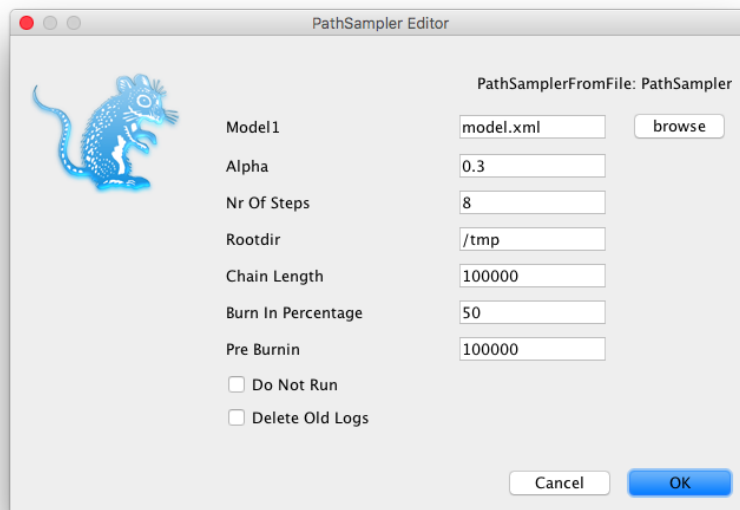 PathSampler Editor
PathSamplerFromFile: PathSampler
Model1 model.xml browse
Alpha 0.3
Nr Of Steps 8
Rootdir /tmp
Chain Length 100000
Burn In Percentage 50
Pre Burnin 100000
Do Not Run
Delete Old Logs
Cancel OK